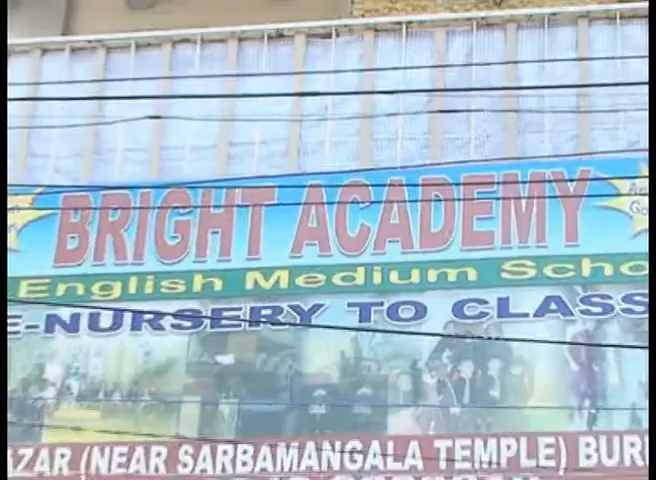 BRIGHT ACADEMY
English Medium Scho
E-NURSERY TO CLASS
ZAR (NEAR SARBAMANGALA TEMPLE) BUR